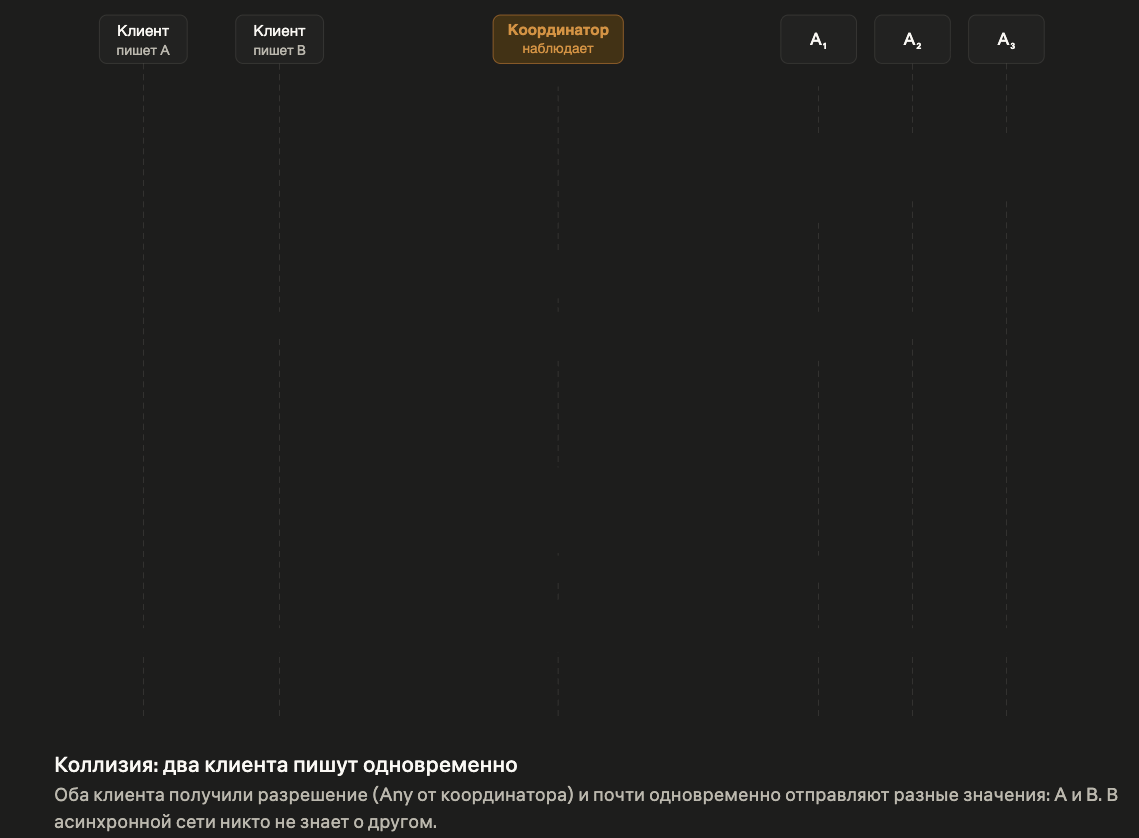 Клиент
пишет A
Клиент
пишет B
Координатор
наблюдает
A₁
A₂
A₃
Коллизия: два клиента пишут одновременно
Оба клиента получили разрешение (Any от координатора) и почти одновременно отправляют разные значения: A и B. В
асинхронной сети никто не знает о другом.